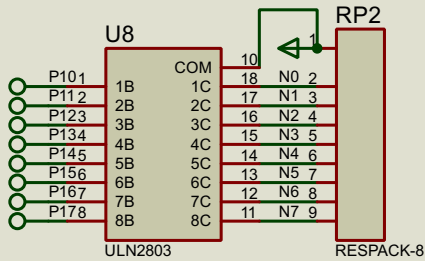 RP2
U8
1
COM 10
P10 1 1B 1C 18 N0 2
P11 2 2B 2C 17 N1 3
P12 3 3B 3C 16 N2 4
P13 4 4B 4C 15 N3 5
P14 5 5B 5C 14 N4 6
P15 6 6B 6C 13 N5 7
P16 7 7B 7C 12 N6 8
P17 8 8B 8C 11 N7 9
ULN2803 RESPACK-8